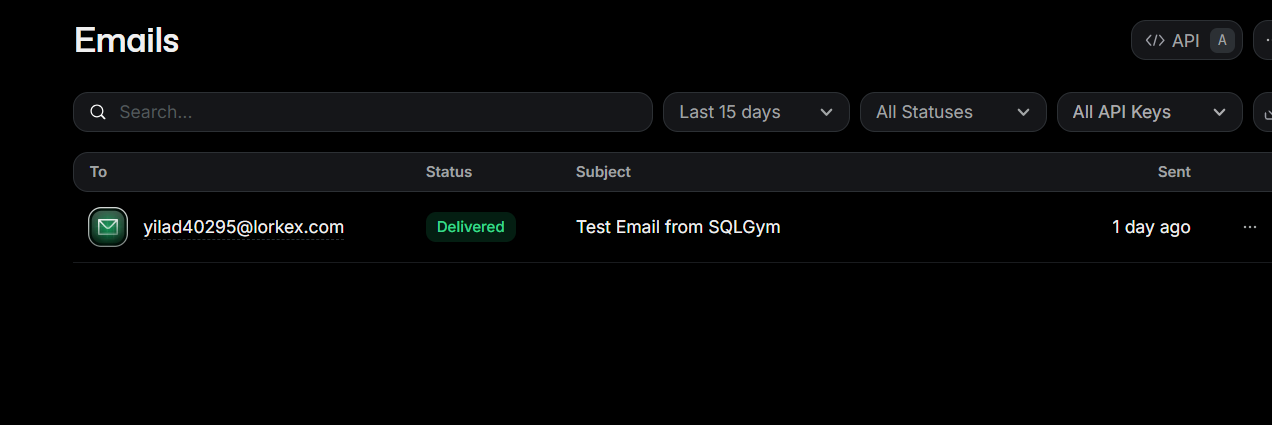 Emails
</> API A
Search...
Last 15 days
All Statuses
All API Keys
To Status Subject Sent
yilad40295@lorkex.com Delivered Test Email from SQLGym 1 day ago ...